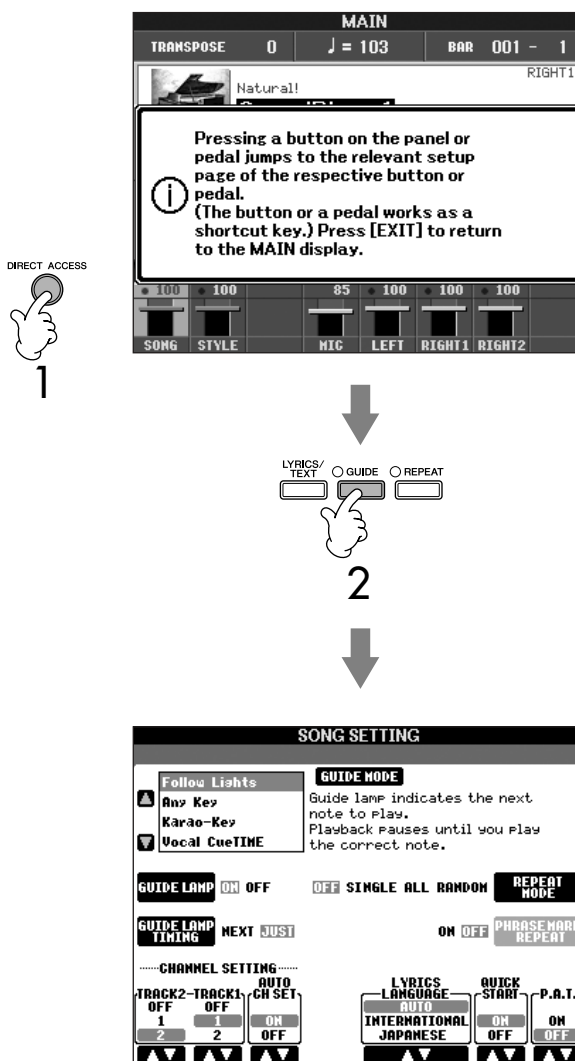 MAIN
TRANSPOSE 0 ♩ = 103 BAR 001 - 1
RIGHT1
Natural!
Pressing a button on the panel or
pedal jumps to the relevant setup
page of the respective button or
pedal.
(The button or a pedal works as a
shortcut key.) Press [EXIT] to return
to the MAIN display.
DIRECT ACCESS
1
100 100 85 100 100 100
SONG STYLE MIC LEFT RIGHT1 RIGHT2
LYRICS/
TEXT GUIDE REPEAT
2
SONG SETTING
Follow Lights
Any Key
Karao-Key
Vocal CueTIME
GUIDE MODE
Guide lamp indicates the next
note to play.
Playback pauses until you play
the correct note.
GUIDE LAMP ON OFF
OFF SINGLE ALL RANDOM REPEAT
MODE
GUIDE LAMP
TIMING NEXT JUST
ON OFF PHRASE MARK
REPEAT
CHANNEL SETTING
TRACK2 TRACK1 AUTO
CH SET
OFF OFF
1 1 ON
2 2 OFF
LYRICS
LANGUAGE
AUTO
INTERNATIONAL
JAPANESE
QUICK
START
ON
OFF
P.A.T.
ON
OFF